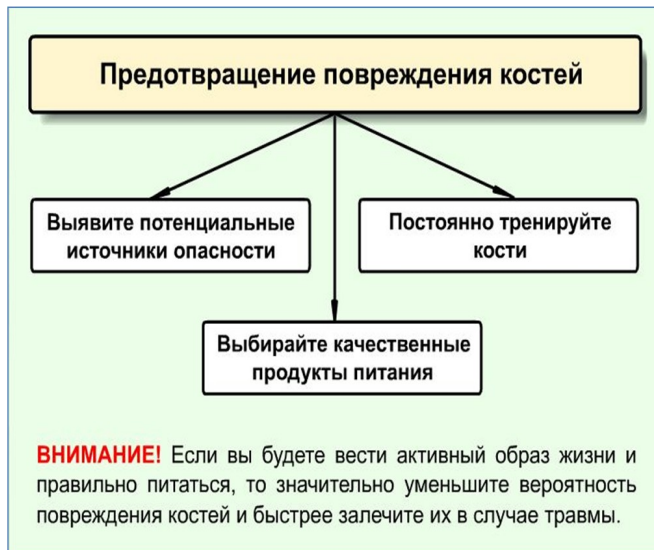 Предотвращение повреждения костей
Выявите потенциальные
источники опасности
Постоянно тренируйте
кости
Выбирайте качественные
продукты питания
ВНИМАНИЕ! Если вы будете вести активный образ жизни и
правильно питаться, то значительно уменьшите вероятность
повреждения костей и быстрее залечите их в случае травмы.